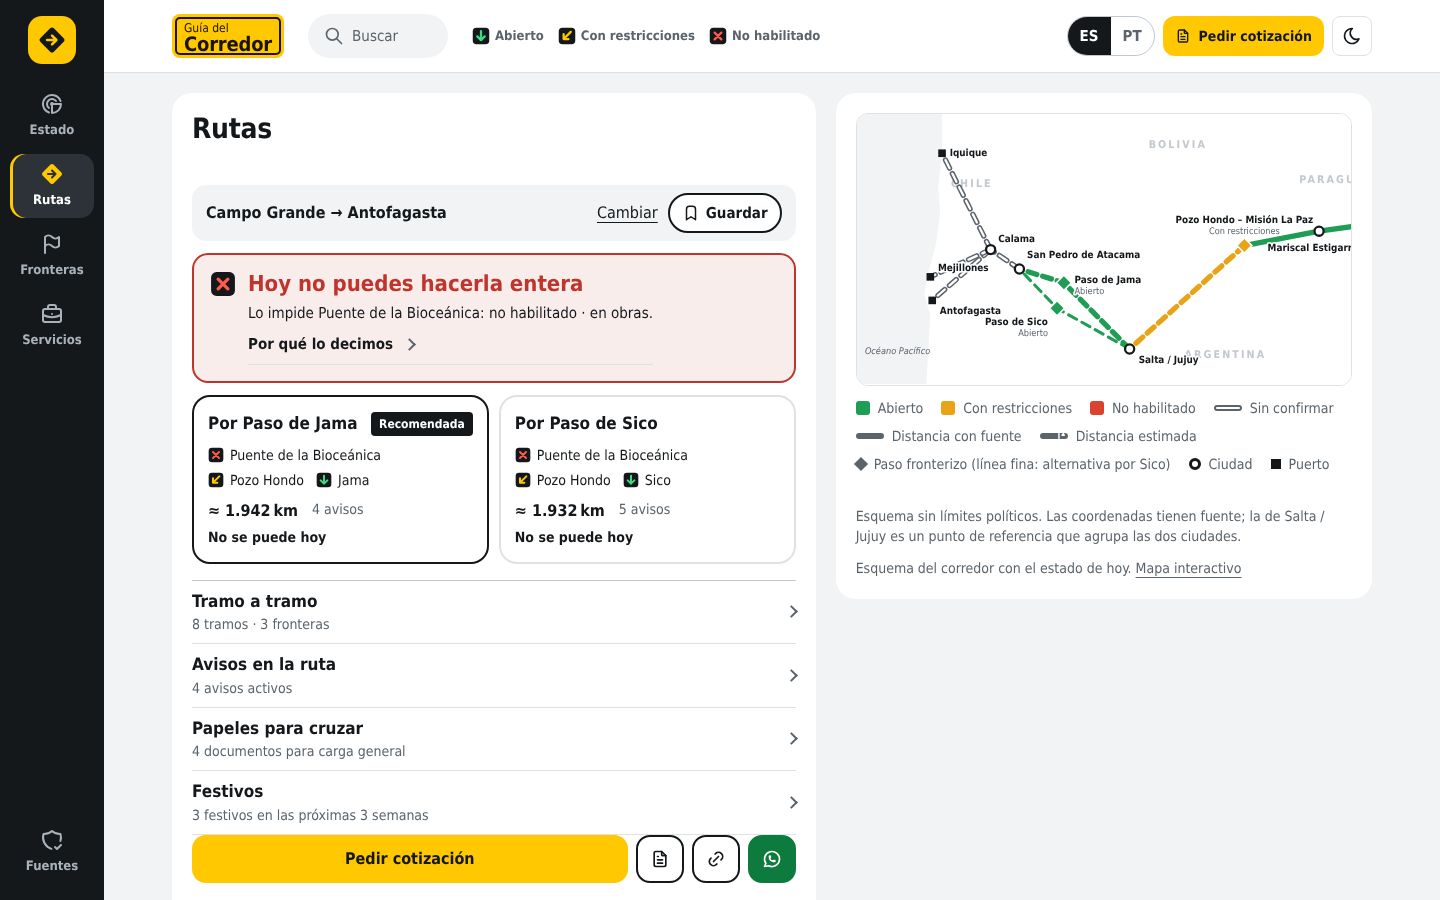 Guía del
Corredor
Buscar
Abierto
Con restricciones
No habilitado
ES
PT
Pedir cotización
Estado
Rutas
Fronteras
Servicios
Fuentes
Rutas
Campo Grande → Antofagasta
Cambiar
Guardar
Hoy no puedes hacerla entera
Lo impide Puente de la Bioceánica: no habilitado · en obras.
Por qué lo decimos
Por Paso de Jama
Recomendada
Puente de la Bioceánica
Pozo Hondo
Jama
≈ 1.942 km
4 avisos
No se puede hoy
Por Paso de Sico
Puente de la Bioceánica
Pozo Hondo
Sico
≈ 1.932 km
5 avisos
No se puede hoy
Tramo a tramo
8 tramos · 3 fronteras
Avisos en la ruta
4 avisos activos
Papeles para cruzar
4 documentos para carga general
Festivos
3 festivos en las próximas 3 semanas
Pedir cotización
BOLIVIA
Iquique
CHILE
PARAGU
Pozo Hondo – Misión La Paz
Con restricciones
Calama
Mariscal Estigarr
San Pedro de Atacama
Mejillones
Paso de Jama
Abierto
Antofagasta
Paso de Sico
Abierto
Océano Pacífico
ARGENTINA
Salta / Jujuy
Abierto
Con restricciones
No habilitado
Sin confirmar
Distancia con fuente
Distancia estimada
Paso fronterizo (línea fina: alternativa por Sico)
Ciudad
Puerto
Esquema sin límites políticos. Las coordenadas tienen fuente; la de Salta /
Jujuy es un punto de referencia que agrupa las dos ciudades.
Esquema del corredor con el estado de hoy. Mapa interactivo